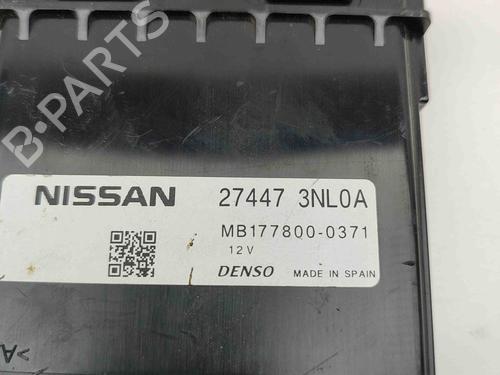 B-PARTS
NISSAN 27447 3NL0A
MB177800-0371
12V
DENSO MADE IN SPAIN
>A